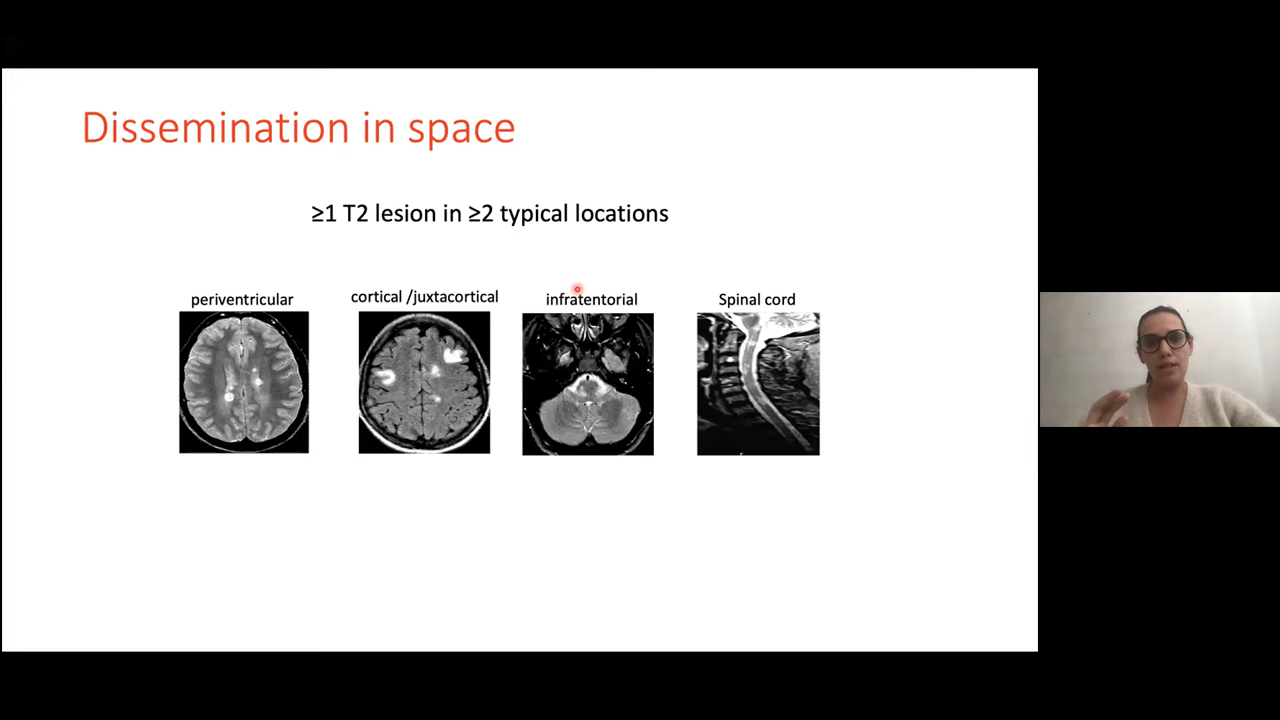 Dissemination in space
≥1 T2 lesion in ≥2 typical locations
periventricular
cortical /juxtacortical
infratentorial
Spinal cord